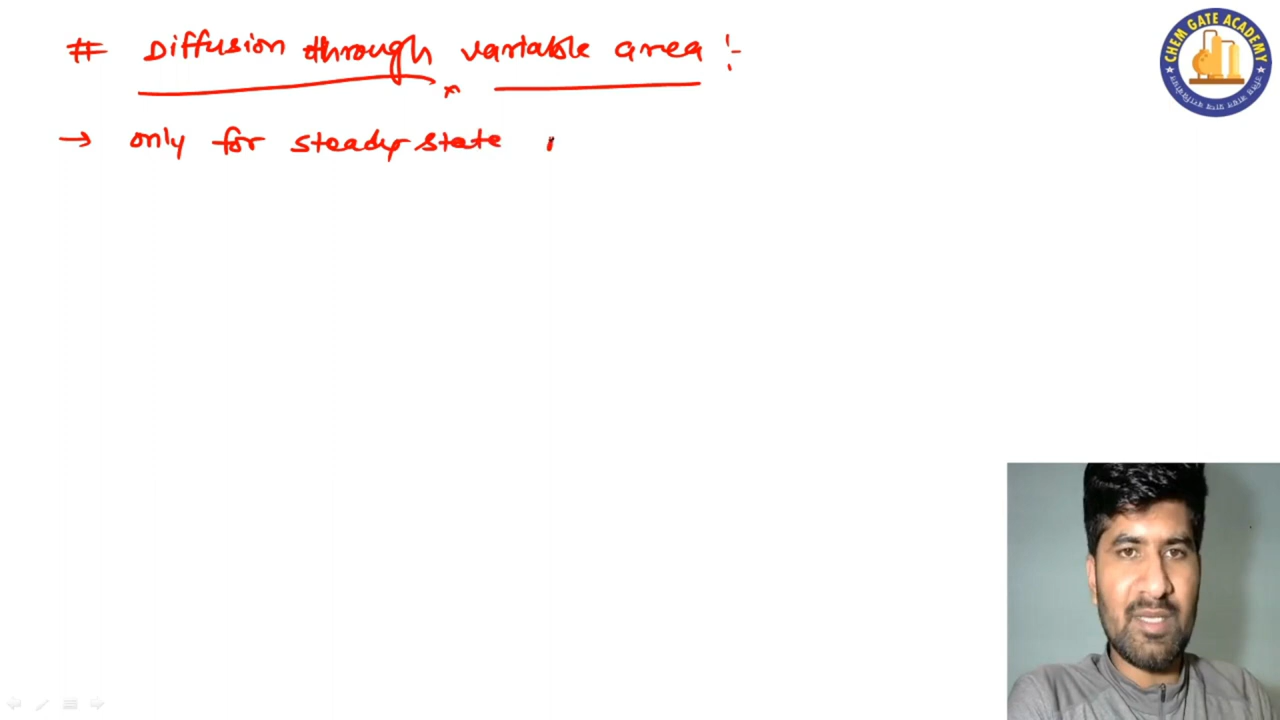 # Diffusion through variable area :-
→ only for steady state
CHEM GATE ACADEMY